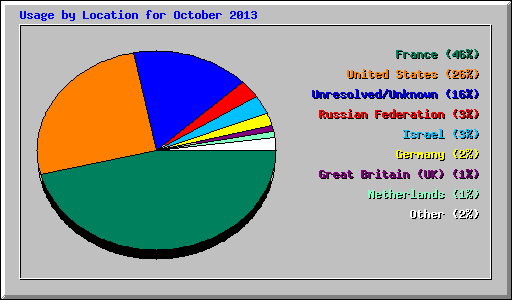 Usage by Location for October 2013
France (46%)
United States (26%)
Unresolved/Unknown (16%)
Russian Federation (3%)
Israel (3%)
Germany (2%)
Great Britain (UK) (1%)
Netherlands (1%)
Other (2%)